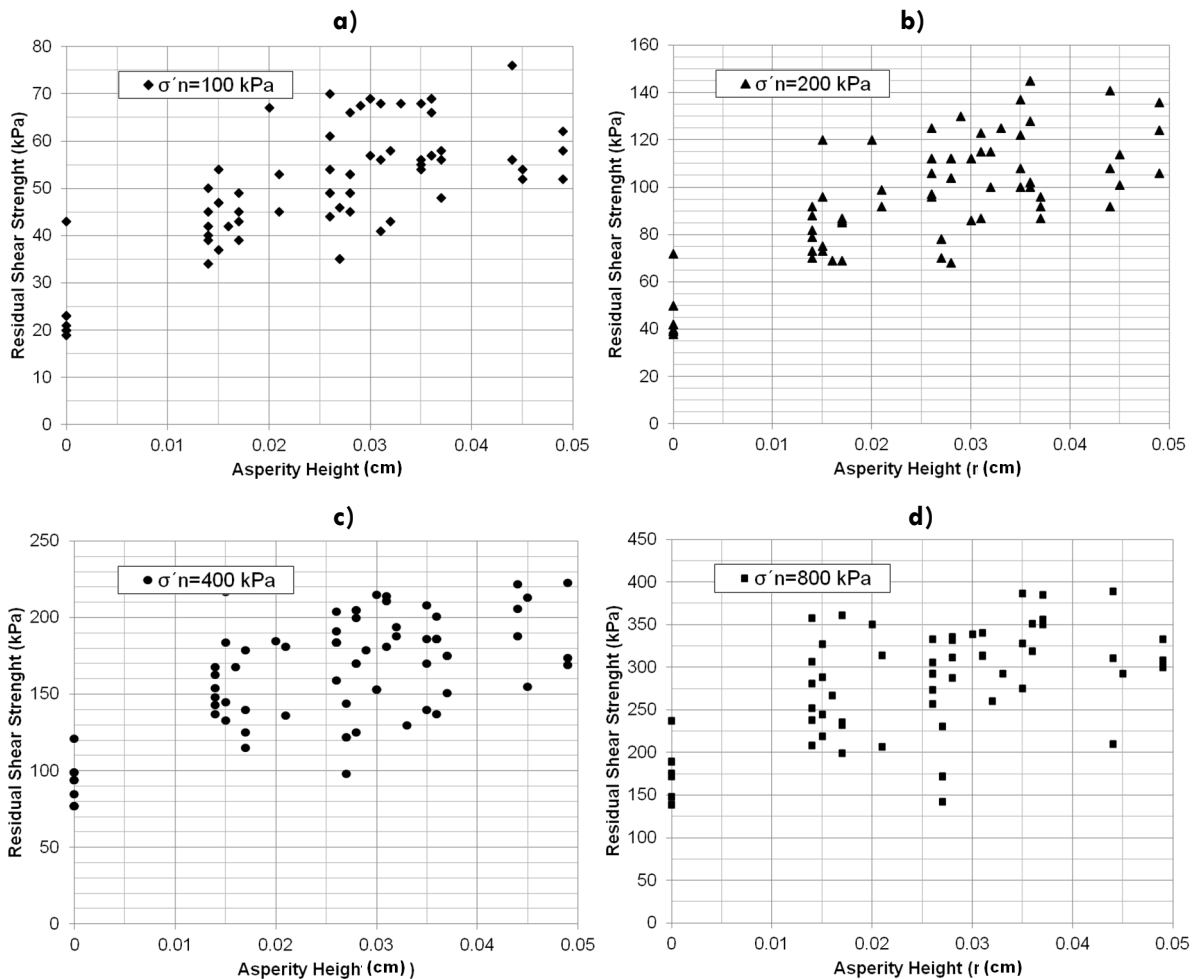 a)
80
70
60
50
40
30
20
10
0
Residual Shear Strenght (kPa)
σ´n=100 kPa
0 0.01 0.02 0.03 0.04 0.05
Asperity Height (cm)
b)
160
140
120
100
80
60
40
20
0
Residual Shear Strenght (kPa)
σ´n=200 kPa
0 0.01 0.02 0.03 0.04 0.05
Asperity Height (r (cm)
c)
250
200
150
100
50
0
Residual Shear Strenght (kPa)
σ´n=400 kPa
0 0.01 0.02 0.03 0.04 0.05
Asperity Height (cm) )
d)
450
400
350
300
250
200
150
100
50
0
Residual Shear Strenght (kPa)
σ´n=800 kPa
0 0.01 0.02 0.03 0.04 0.05
Asperity Height (r (cm)